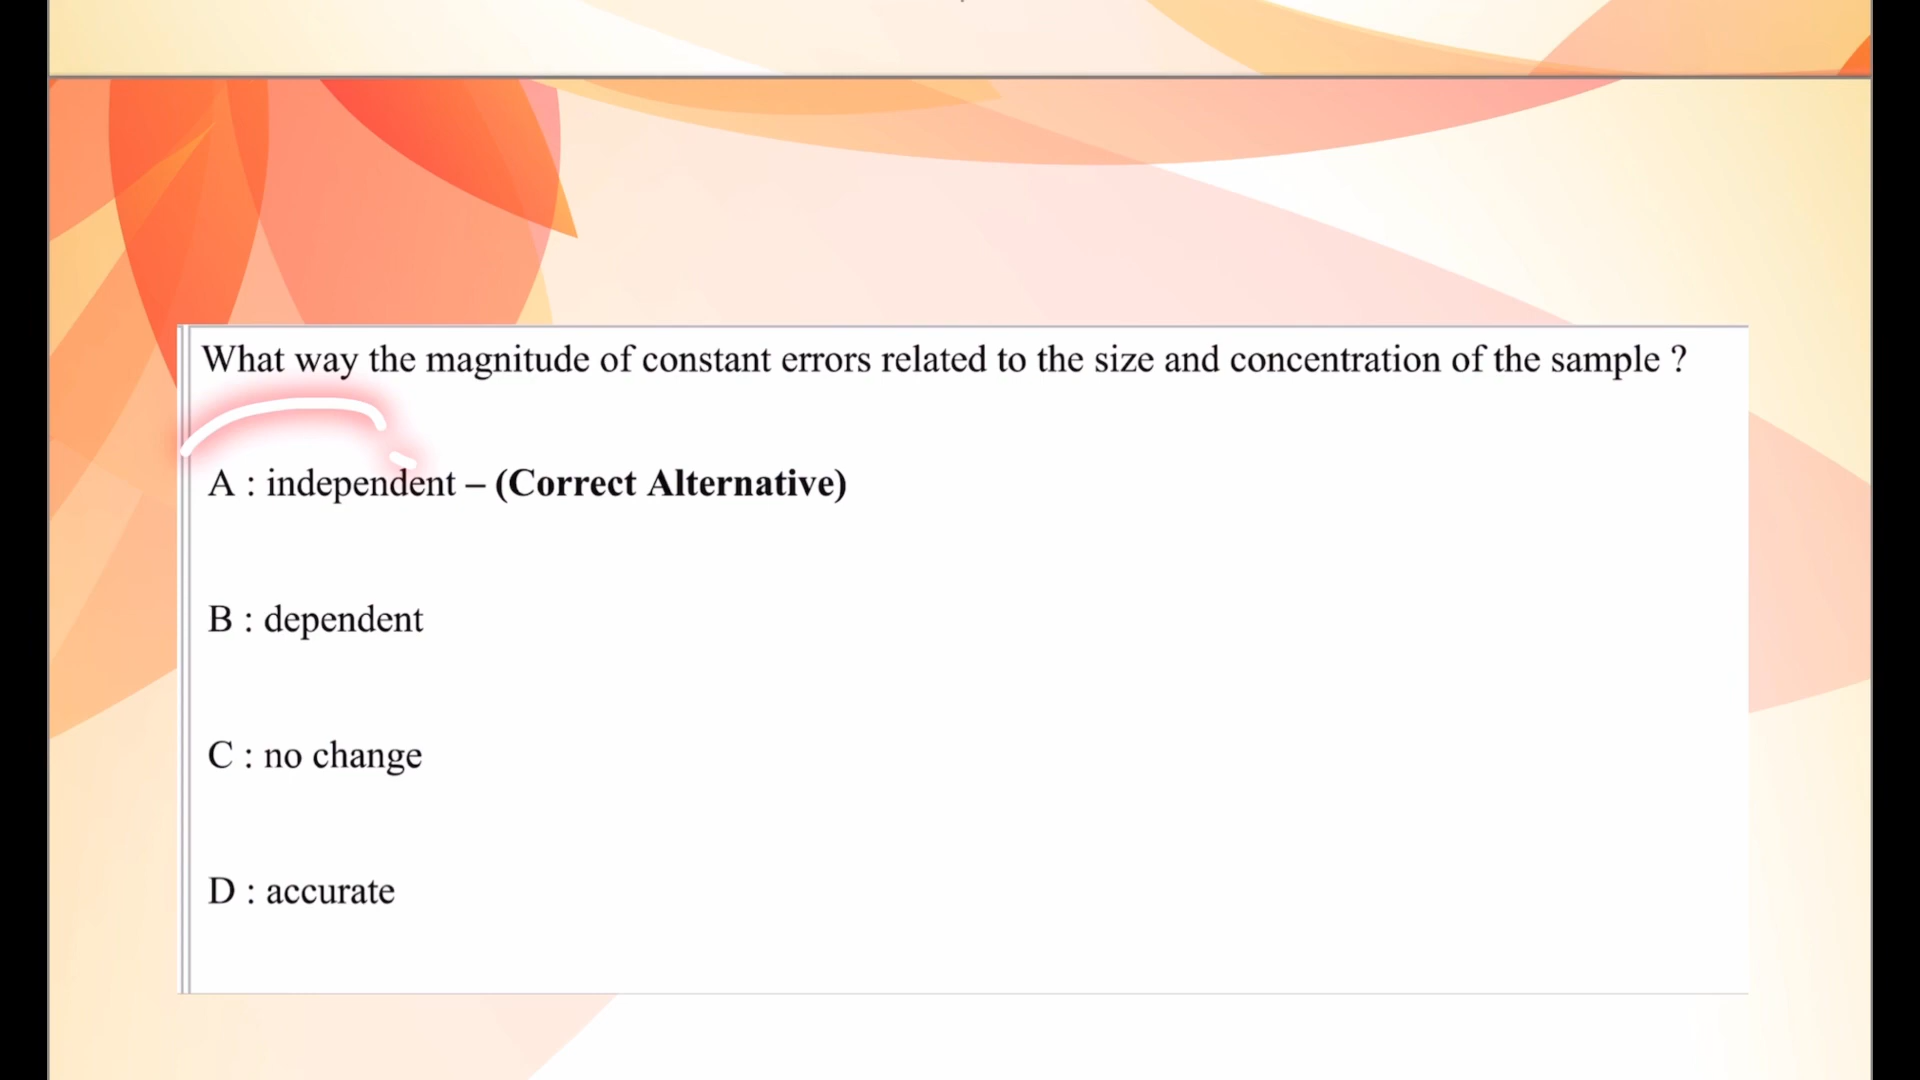 What way the magnitude of constant errors related to the size and concentration of the sample ?
A : independent – (Correct Alternative)
B : dependent
C : no change
D : accurate